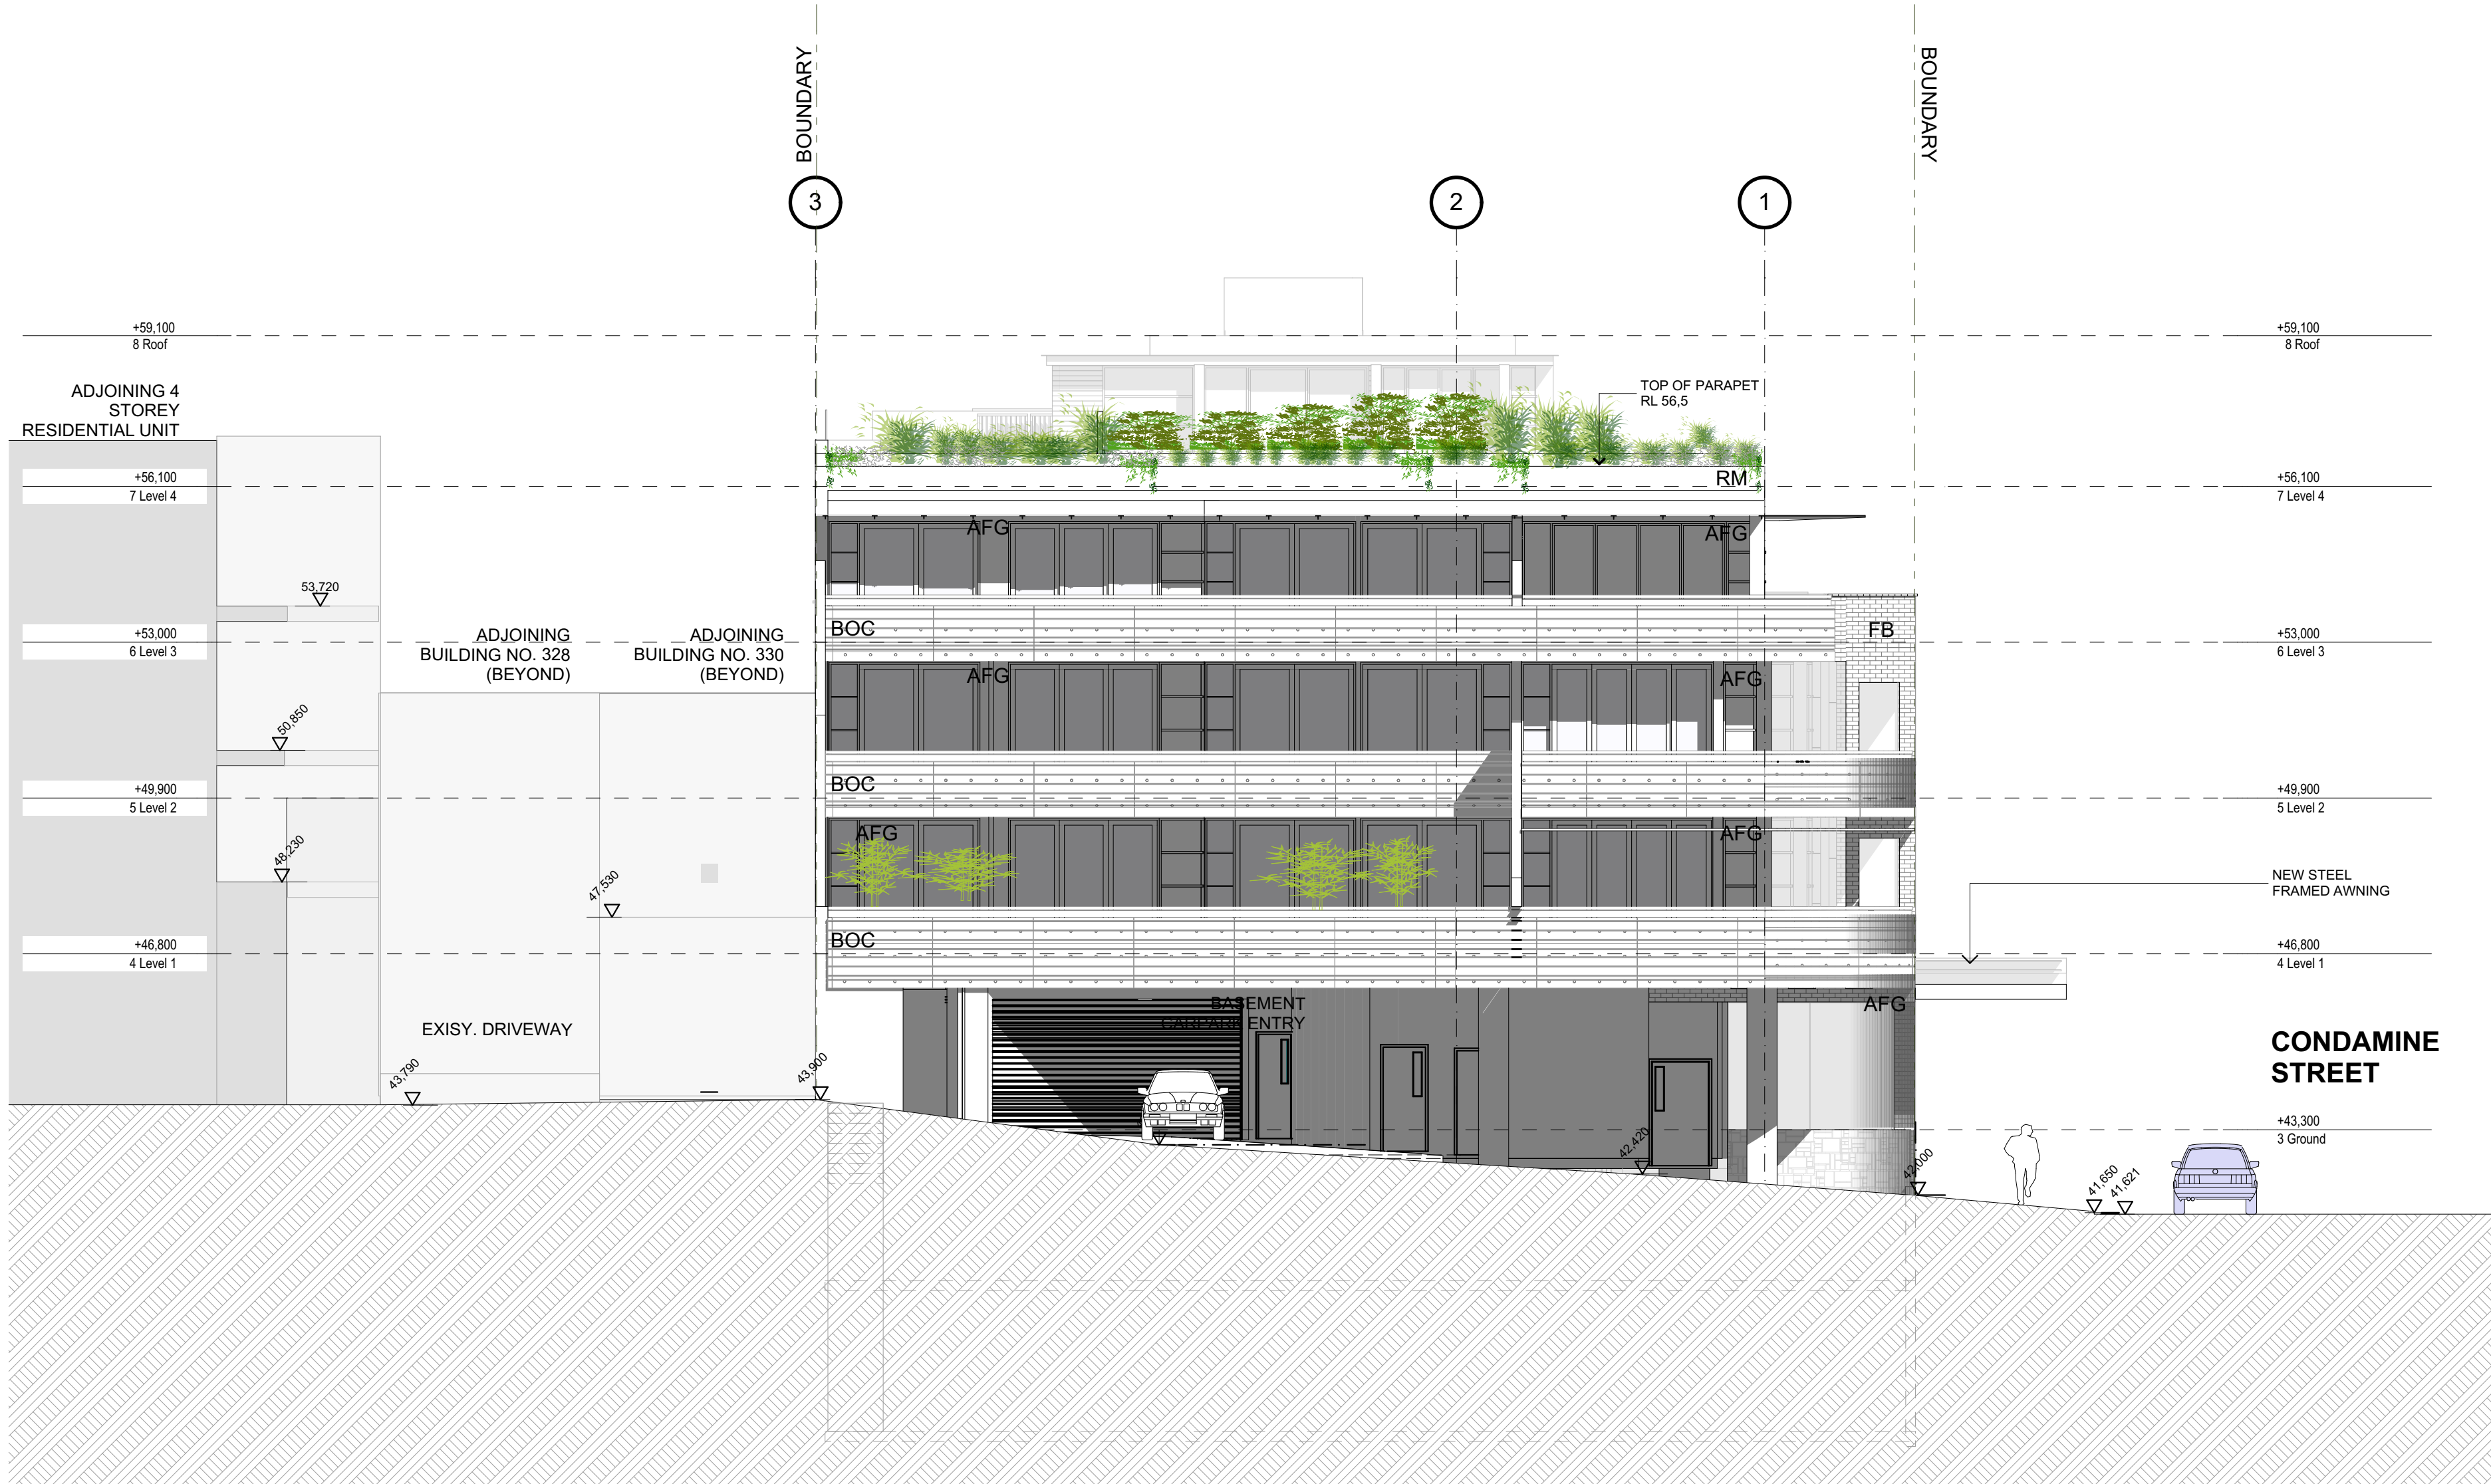 BOUNDARY
BOUNDARY
3
2
1
+59,100
8 Roof
+59,100
8 Roof
ADJOINING 4
STOREY
RESIDENTIAL UNIT
TOP OF PARAPET
RL 56,5
+56,100
7 Level 4
RM
+56,100
7 Level 4
AFG
AFG
53,720
+53,000
6 Level 3
ADJOINING
BUILDING NO. 328
(BEYOND)
ADJOINING
BUILDING NO. 330
(BEYOND)
BOC
FB
+53,000
6 Level 3
AFG
AFG
50,850
+49,900
5 Level 2
BOC
+49,900
5 Level 2
AFG
AFG
48,230
47,530
NEW STEEL
FRAMED AWNING
+46,800
4 Level 1
BOC
+46,800
4 Level 1
BASEMENT
CARPARK ENTRY
AFG
EXISY. DRIVEWAY
CONDAMINE
STREET
43,790
43,900
+43,300
3 Ground
42,420
42,000
41,650
41,621